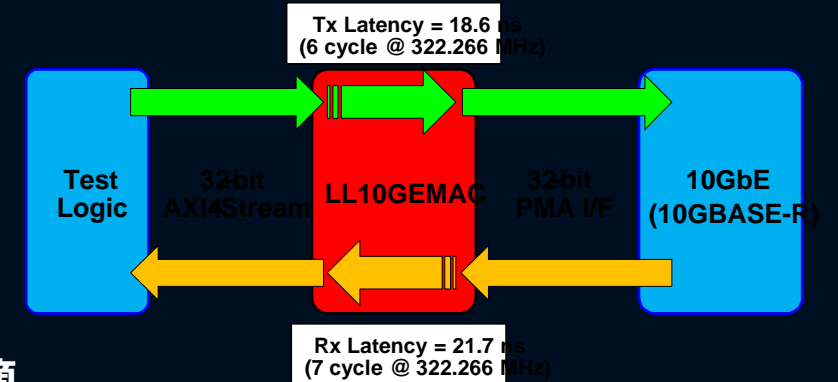 Tx Latency = 18.6 ns
(6 cycle @ 322.266 MHz)
Test
Logic
32-bit
AXI4Stream
LL10GEMAC
32-bit
PMA I/F
10GbE
(10GBASE-R)
Rx Latency = 21.7 ns
(7 cycle @ 322.266 MHz)